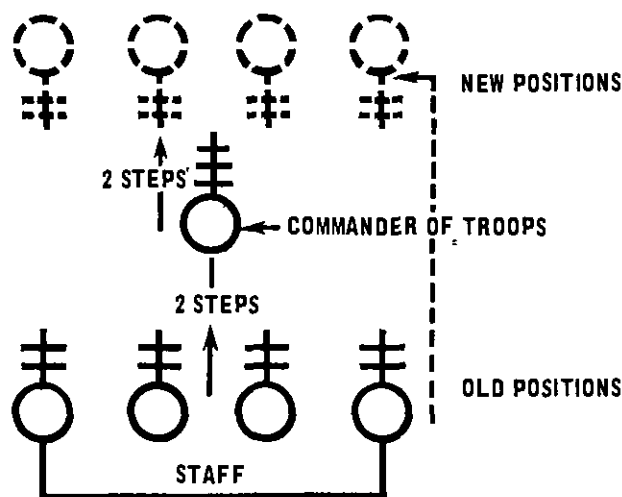 NEW POSITIONS
2 STEPS
COMMANDER OF TROOPS
2 STEPS
OLD POSITIONS
STAFF